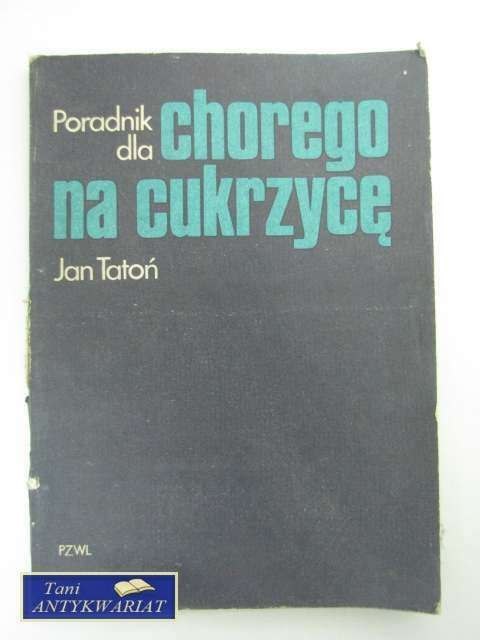 Poradnik
dla chorego
na cukrzycę
Jan Tatoń
PZWL
Tani
ANTYKWARIAT